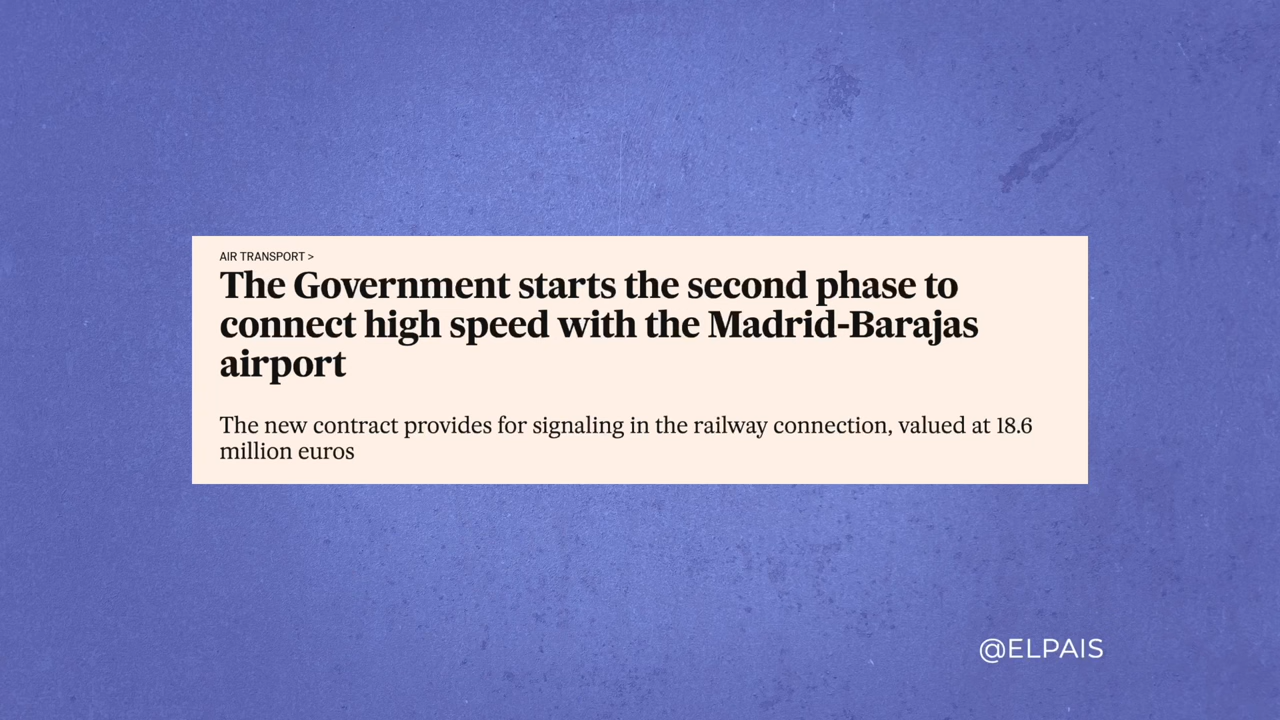 AIR TRANSPORT >
The Government starts the second phase to
connect high speed with the Madrid-Barajas
airport
The new contract provides for signaling in the railway connection, valued at 18.6
million euros
@ELPAIS